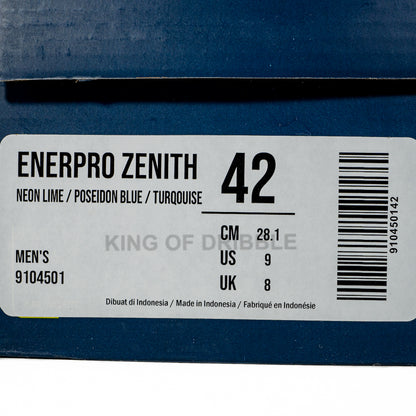 ENERPRO ZENITH
42
NEON LIME / POSEIDON BLUE / TURQOUISE
CM 28.1
KING OF DRIBBLE
US 9
UK 8
MEN'S
9104501
Dibuat di Indonesia / Made in Indonesia / Fabriqué en Indonésie
910450142